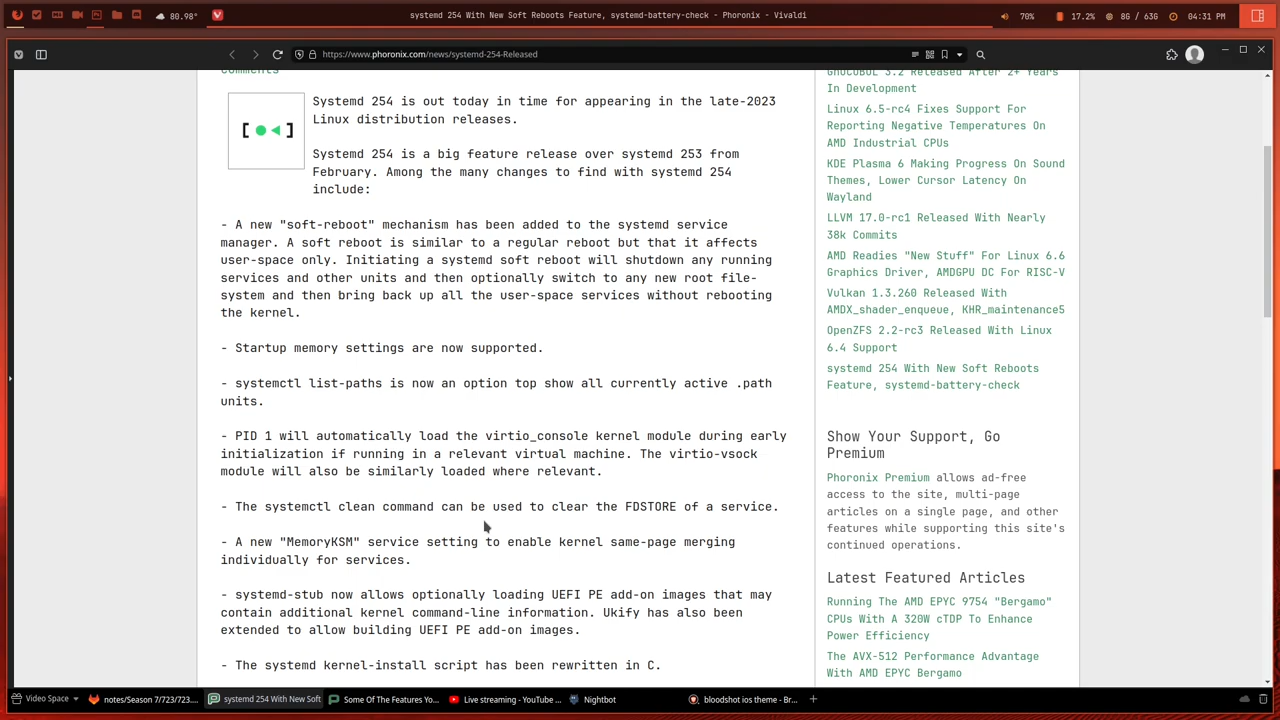 80.98°
systemd 254 With New Soft Reboots Feature, systemd-battery-check - Phoronix - Vivaldi
70%
17.2%
8G / 63G
04:31 PM
https://www.phoronix.com/news/systemd-254-Released
Comments
Systemd 254 is out today in time for appearing in the late-2023
Linux distribution releases.
Systemd 254 is a big feature release over systemd 253 from
February. Among the many changes to find with systemd 254
include:
- A new "soft-reboot" mechanism has been added to the systemd service
manager. A soft reboot is similar to a regular reboot but that it affects
user-space only. Initiating a systemd soft reboot will shutdown any running
services and other units and then optionally switch to any new root file-
system and then bring back up all the user-space services without rebooting
the kernel.
- Startup memory settings are now supported.
- systemctl list-paths is now an option top show all currently active .path
units.
- PID 1 will automatically load the virtio_console kernel module during early
initialization if running in a relevant virtual machine. The virtio-vsock
module will also be similarly loaded where relevant.
- The systemctl clean command can be used to clear the FDSTORE of a service.
- A new "MemoryKSM" service setting to enable kernel same-page merging
individually for services.
- systemd-stub now allows optionally loading UEFI PE add-on images that may
contain additional kernel command-line information. Ukify has also been
extended to allow building UEFI PE add-on images.
- The systemd kernel-install script has been rewritten in C.
GnuCOBOL 3.2 Released After 2+ Years
In Development
Linux 6.5-rc4 Fixes Support For
Reporting Negative Temperatures On
AMD Industrial CPUs
KDE Plasma 6 Making Progress On Sound
Themes, Lower Cursor Latency On
Wayland
LLVM 17.0-rc1 Released With Nearly
38k Commits
AMD Readies "New Stuff" For Linux 6.6
Graphics Driver, AMDGPU DC For RISC-V
Vulkan 1.3.260 Released With
AMDX_shader_enqueue, KHR_maintenance5
OpenZFS 2.2-rc3 Released With Linux
6.4 Support
systemd 254 With New Soft Reboots
Feature, systemd-battery-check
Show Your Support, Go
Premium
Phoronix Premium allows ad-free
access to the site, multi-page
articles on a single page, and other
features while supporting this site's
continued operations.
Latest Featured Articles
Running The AMD EPYC 9754 "Bergamo"
CPUs With A 320W cTDP To Enhance
Power Efficiency
The AVX-512 Performance Advantage
With AMD EPYC Bergamo
Video Space
notes/Season 7/723/723...
systemd 254 With New Soft
Some Of The Features Yo...
Live streaming - YouTube ...
Nightbot
bloodshot ios theme - Br...